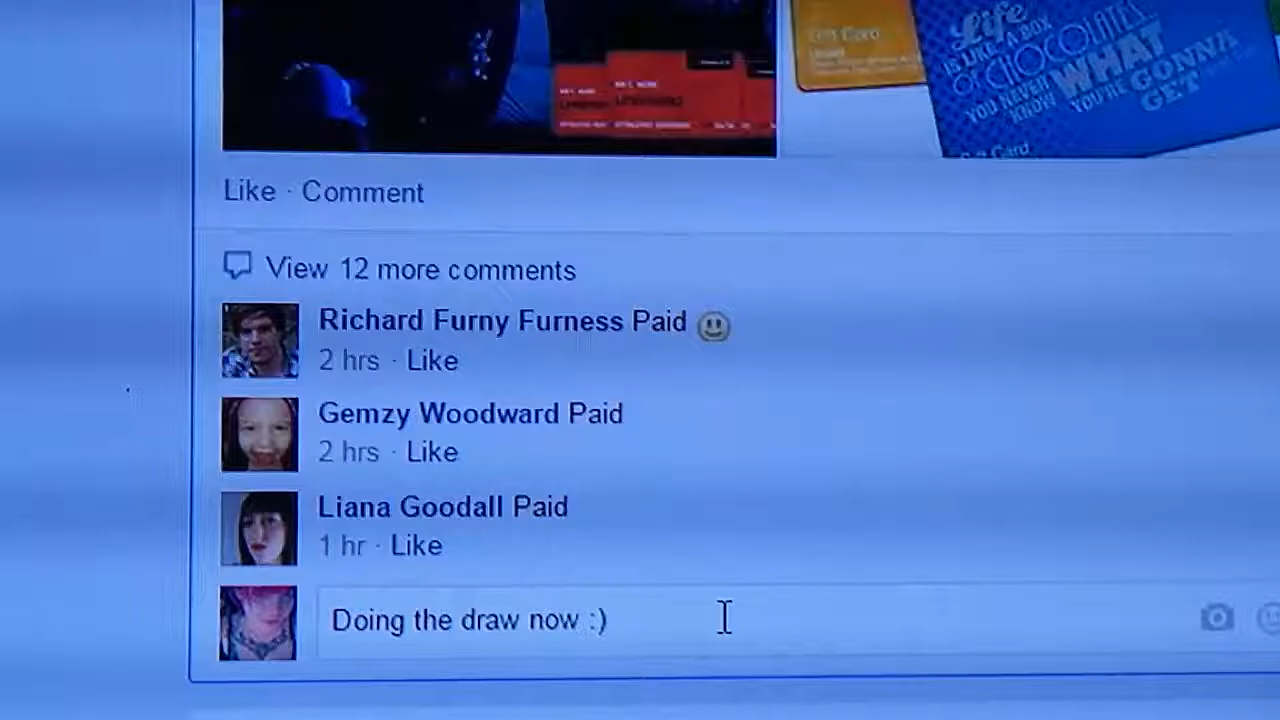 Life
IS LIKE A BOX
OF CHOCOLATES
YOU NEVER
KNOW
WHAT
YOU'RE GONNA
GET
Gift Card
Like · Comment
View 12 more comments
Richard Furny Furness Paid
2 hrs · Like
Gemzy Woodward Paid
2 hrs · Like
Liana Goodall Paid
1 hr · Like
Doing the draw now :)